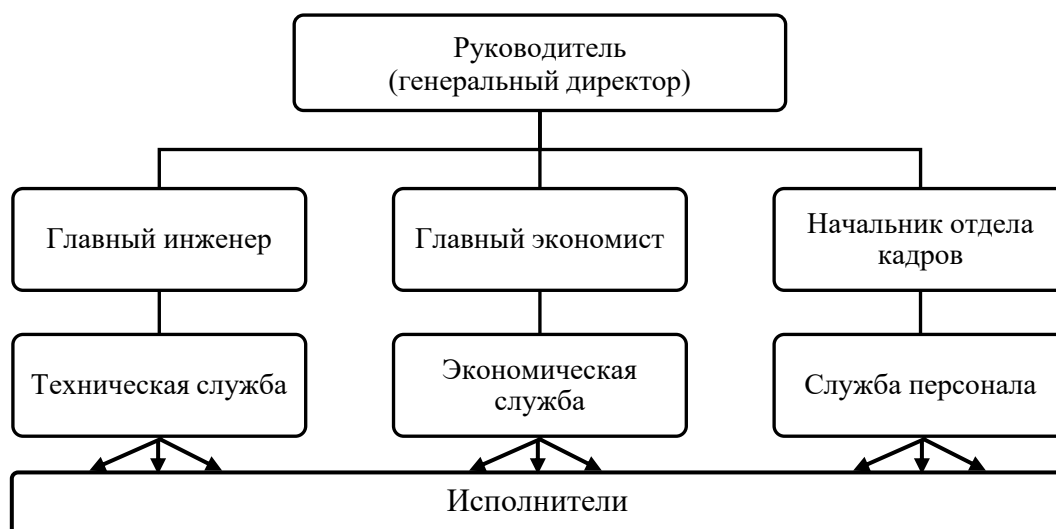 Руководитель
(генеральный директор)
Главный инженер
Главный экономист
Начальник отдела
кадров
Техническая служба
Экономическая
служба
Служба персонала
Исполнители